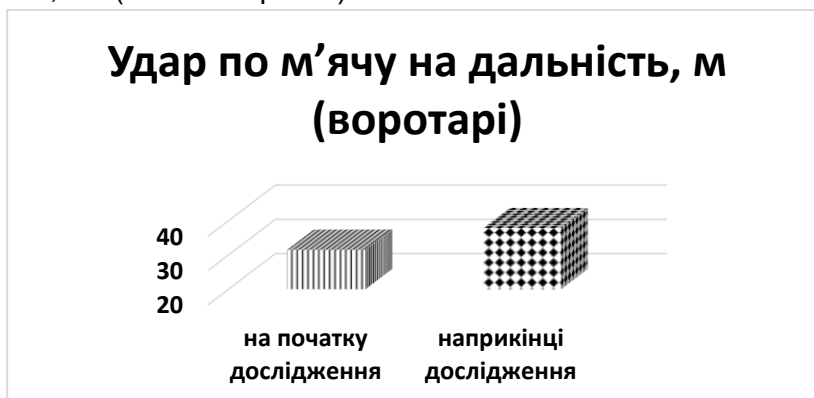 Удар по м’ячу на дальність, м
(воротарі)
40
30
20
на початку
дослідження
наприкінці
дослідження